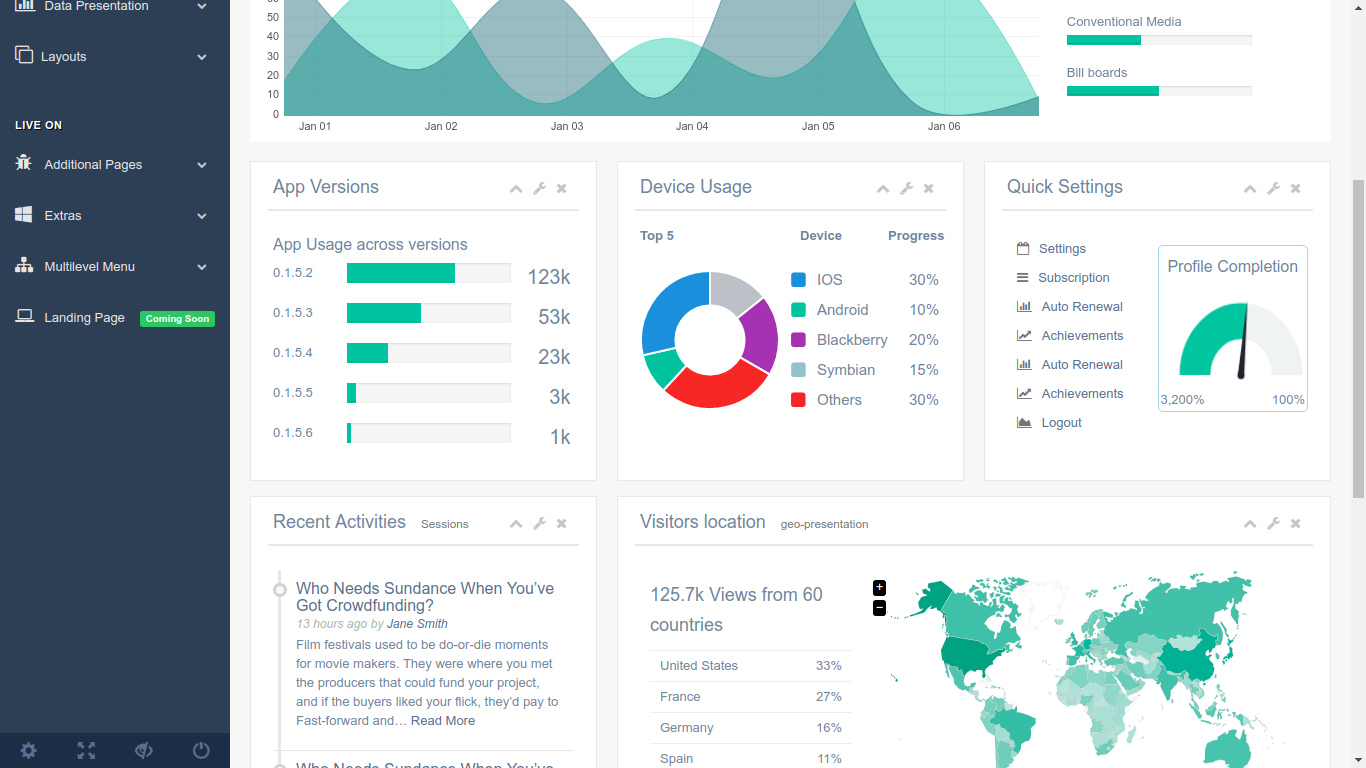 Data Presentation
Layouts
LIVE ON
Additional Pages
Extras
Multilevel Menu
Landing Page Coming Soon
50
40
30
20
10
0
Jan 01 Jan 02 Jan 03 Jan 04 Jan 05 Jan 06
Conventional Media
Bill boards
App Versions
App Usage across versions
0.1.5.2 123k
0.1.5.3 53k
0.1.5.4 23k
0.1.5.5 3k
0.1.5.6 1k
Device Usage
Top 5 Device Progress
IOS 30%
Android 10%
Blackberry 20%
Symbian 15%
Others 30%
Quick Settings
Settings
Subscription
Auto Renewal
Achievements
Auto Renewal
Achievements
Logout
Profile Completion
3,200% 100%
Recent Activities Sessions
Who Needs Sundance When You’ve
Got Crowdfunding?
13 hours ago by Jane Smith
Film festivals used to be do-or-die moments
for movie makers. They were where you met
the producers that could fund your project,
and if the buyers liked your flick, they’d pay to
Fast-forward and… Read More
Who Needs Sundance When You’ve
Visitors location geo-presentation
125.7k Views from 60
countries
United States 33%
France 27%
Germany 16%
Spain 11%
+
−